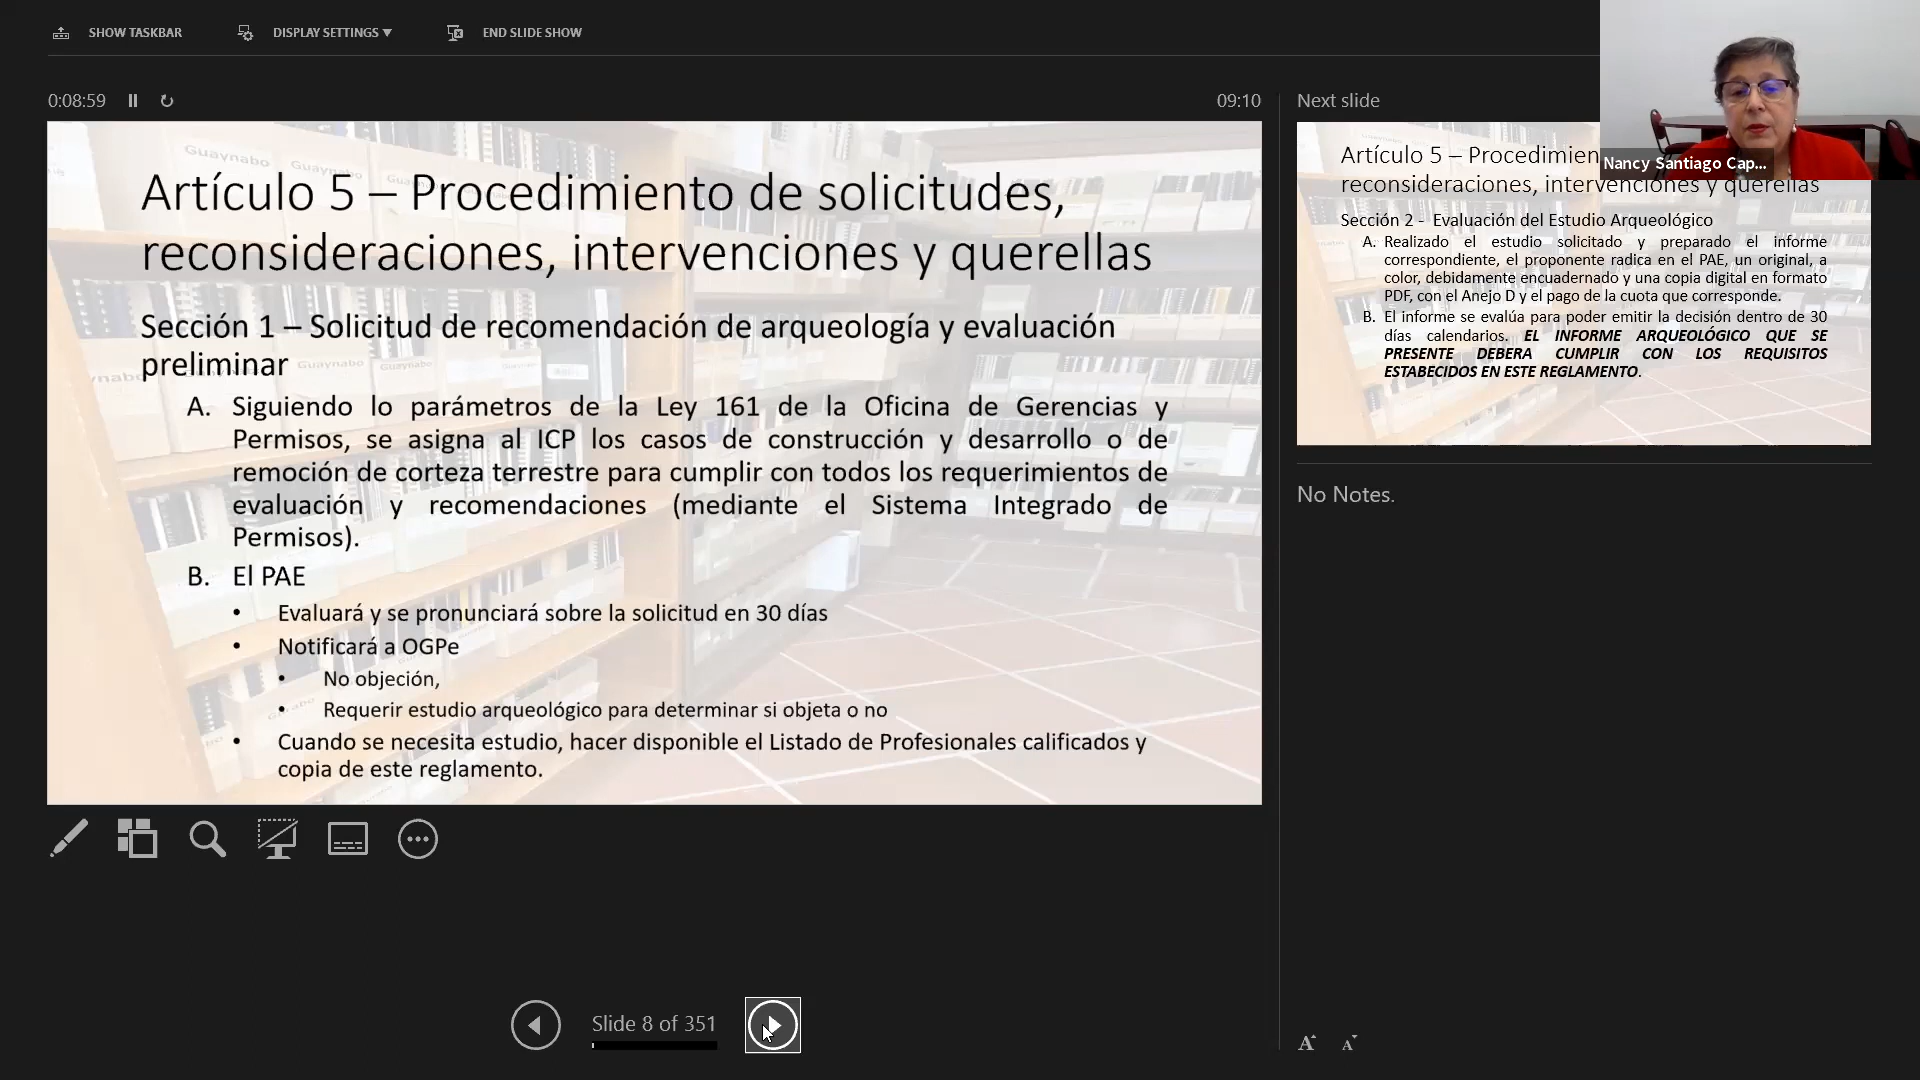 SHOW TASKBAR
DISPLAY SETTINGS ▼
END SLIDE SHOW
0:08:59
09:10
Artículo 5 – Procedimiento de solicitudes,
reconsideraciones, intervenciones y querellas
Sección 1 – Solicitud de recomendación de arqueología y evaluación
preliminar
A. Siguiendo lo parámetros de la Ley 161 de la Oficina de Gerencias y
Permisos, se asigna al ICP los casos de construcción y desarrollo o de
remoción de corteza terrestre para cumplir con todos los requerimientos de
evaluación y recomendaciones (mediante el Sistema Integrado de
Permisos).
B. El PAE
• Evaluará y se pronunciará sobre la solicitud en 30 días
• Notificará a OGPe
• No objeción,
• Requerir estudio arqueológico para determinar si objeta o no
• Cuando se necesita estudio, hacer disponible el Listado de Profesionales calificados y
copia de este reglamento.
Guaynabo
Guaynabo
Guaynabo
Guaynabo
Slide 8 of 351
Next slide
Artículo 5 – Procedimien
reconsideraciones, intervenciones y querellas
Sección 2 - Evaluación del Estudio Arqueológico
A. Realizado el estudio solicitado y preparado el informe
correspondiente, el proponente radica en el PAE, un original, a
color, debidamente encuadernado y una copia digital en formato
PDF, con el Anejo D y el pago de la cuota que corresponde.
B. El informe se evalúa para poder emitir la decisión dentro de 30
días calendarios. EL INFORME ARQUEOLÓGICO QUE SE
PRESENTE DEBERA CUMPLIR CON LOS REQUISITOS
ESTABECIDOS EN ESTE REGLAMENTO.
Nancy Santiago Cap...
No Notes.
A A